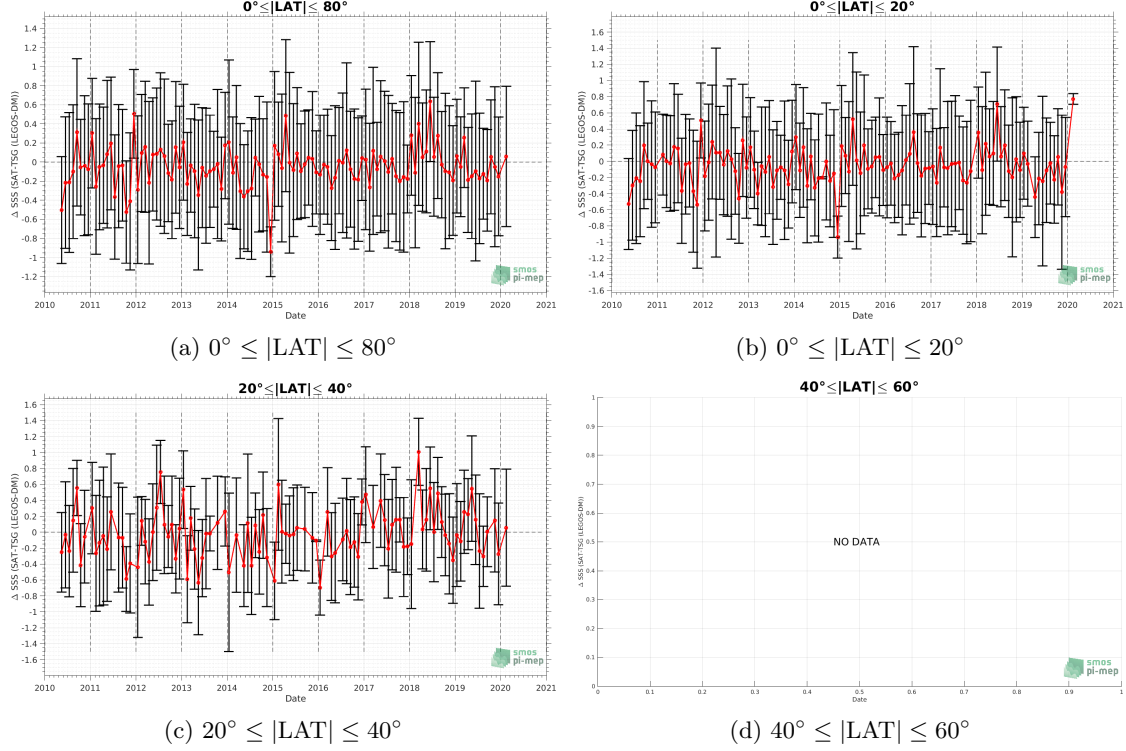 0°≤|LAT|≤ 80°
Δ SSS (SAT-TSG (LEGOS-DM))
1.4
1.2
1
0.8
0.6
0.4
0.2
0
-0.2
-0.4
-0.6
-0.8
-1
-1.2
2010 2011 2012 2013 2014 2015 2016 2017 2018 2019 2020 2021
Date
smos
pi-mep
(a) 0° ≤ |LAT| ≤ 80°
0°≤|LAT|≤ 20°
Δ SSS (SAT-TSG (LEGOS-DM))
1.6
1.4
1.2
1
0.8
0.6
0.4
0.2
0
-0.2
-0.4
-0.6
-0.8
-1
-1.2
-1.4
-1.6
2010 2011 2012 2013 2014 2015 2016 2017 2018 2019 2020 2021
Date
smos
pi-mep
(b) 0° ≤ |LAT| ≤ 20°
20°≤|LAT|≤ 40°
Δ SSS (SAT-TSG (LEGOS-DM))
1.6
1.4
1.2
1
0.8
0.6
0.4
0.2
0
-0.2
-0.4
-0.6
-0.8
-1
-1.2
-1.4
-1.6
2010 2011 2012 2013 2014 2015 2016 2017 2018 2019 2020 2021
Date
smos
pi-mep
(c) 20° ≤ |LAT| ≤ 40°
40°≤|LAT|≤ 60°
Δ SSS (SAT-TSG (LEGOS-DM))
1
0.9
0.8
0.7
0.6
0.5
0.4
0.3
0.2
0.1
0
NO DATA
0 0.1 0.2 0.3 0.4 0.5 0.6 0.7 0.8 0.9 1
Date
smos
pi-mep
(d) 40° ≤ |LAT| ≤ 60°